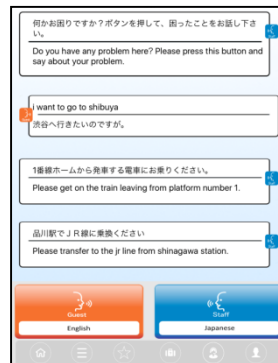 何かお困りですか？ボタンを押して、困ったことをお話し下さ
い。
Do you have any problem here? Please press this button and
say about your problem.
i want to go to shibuya
渋谷へ行きたいのですが。
1番線ホームから発車する電車にお乗りください。
Please get on the train leaving from platform number 1.
品川駅でＪＲ線に乗換ください
Please transfer to the jr line from shinagawa station.
Guest
Staff
English
Japanese